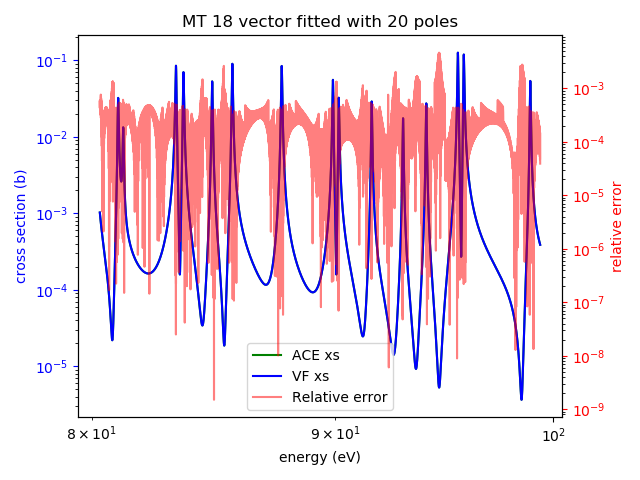 MT 18 vector fitted with 20 poles
cross section (b)
10⁻¹
10⁻²
10⁻³
10⁻⁴
10⁻⁵
10⁻³
10⁻⁴
10⁻⁵
10⁻⁶
10⁻⁷
10⁻⁸
10⁻⁹
relative error
ACE xs
VF xs
Relative error
8 × 10¹
9 × 10¹
10²
energy (eV)